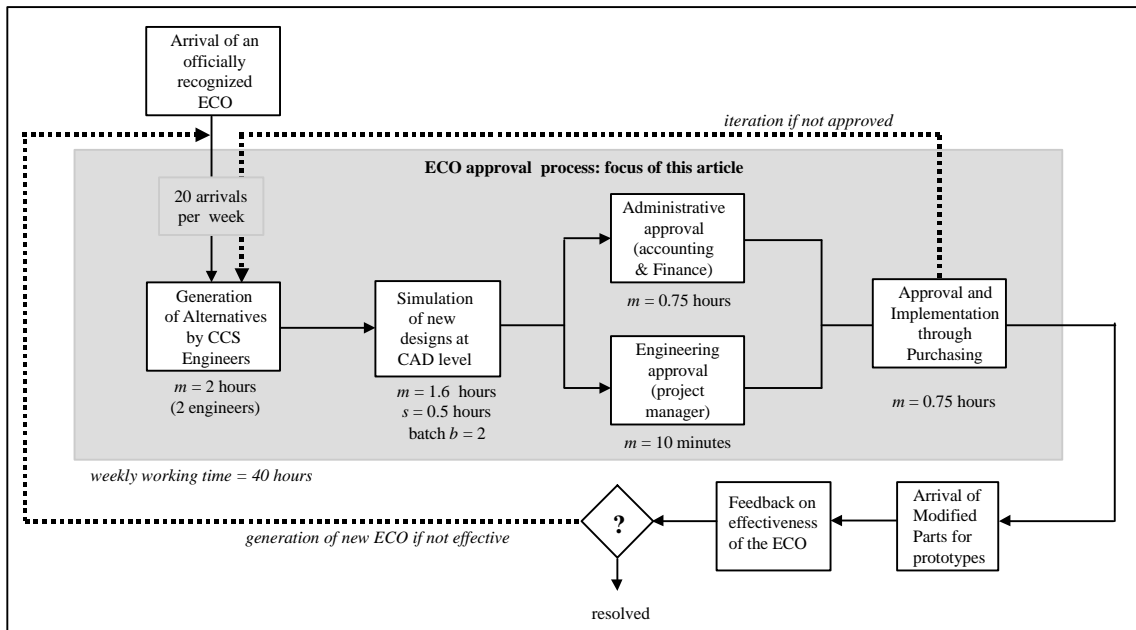 Arrival of an
officially
recognized
ECO
iteration if not approved
ECO approval process: focus of this article
20 arrivals
per week
Administrative
approval
(accounting
& Finance)
m = 0.75 hours
Generation
of Alternatives
by CCS
Engineers
m = 2 hours
(2 engineers)
Simulation
of new
designs at
CAD level
m = 1.6 hours
s = 0.5 hours
batch b = 2
Engineering
approval
(project
manager)
m = 10 minutes
Approval and
Implementation
through
Purchasing
m = 0.75 hours
weekly working time = 40 hours
generation of new ECO if not effective
?
Feedback on
effectiveness
of the ECO
Arrival of
Modified
Parts for
prototypes
resolved